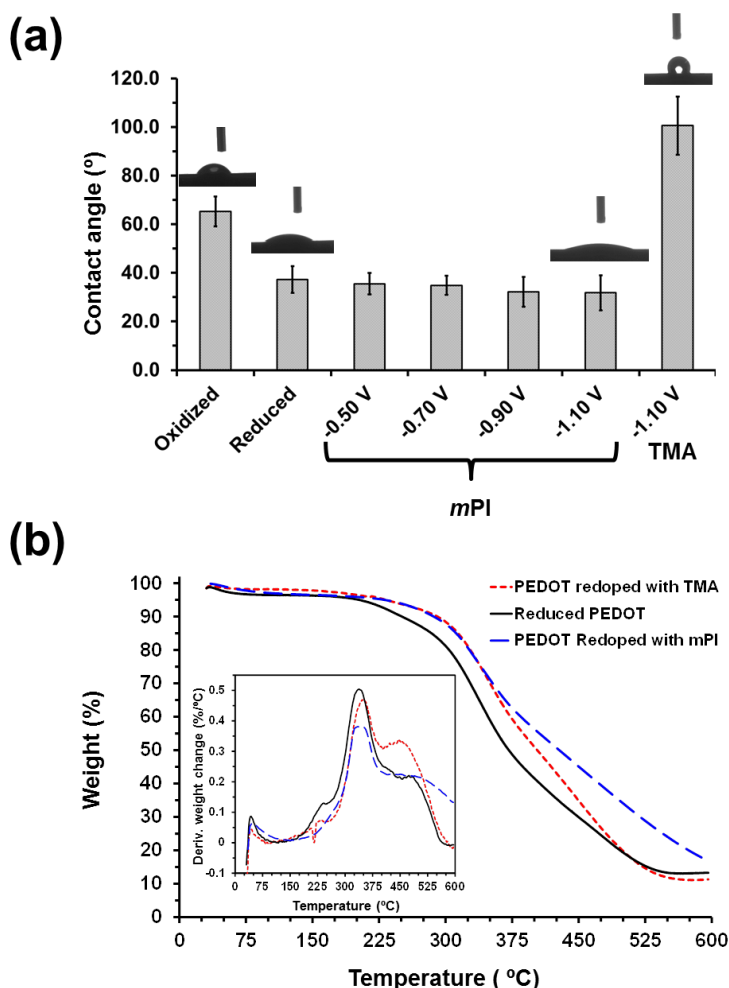 (a)
120.0
100.0
80.0
60.0
40.0
20.0
0.0
Contact angle (º)
Oxidized
Reduced
-0.50 V
-0.70 V
-0.90 V
-1.10 V
-1.10 V
TMA
mPI
(b)
100
90
80
70
60
50
40
30
20
10
0
Weight (%)
PEDOT redoped with TMA
Reduced PEDOT
PEDOT Redoped with mPI
0.5
0.4
0.3
0.2
0.1
0
-0.1
Deriv. weight change (%/ºC)
0 75 150 225 300 375 450 525 600
Temperature (ºC)
0 75 150 225 300 375 450 525 600
Temperature ( ºC)